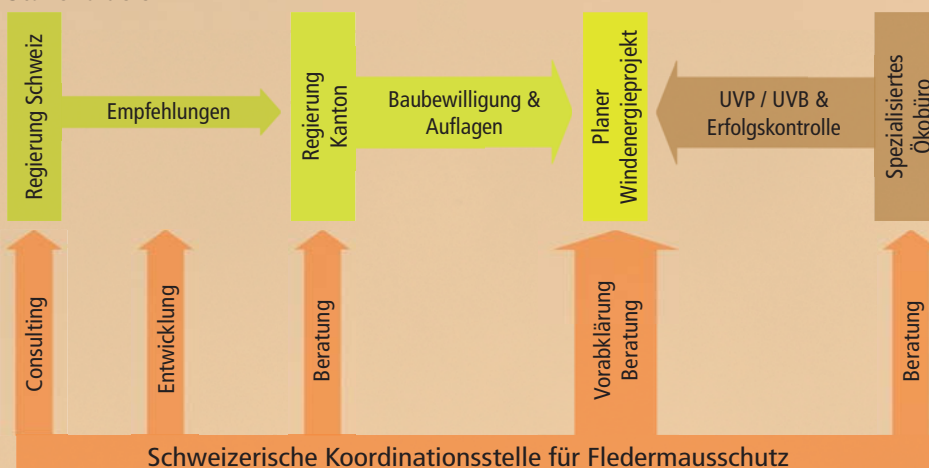 Regierung Schweiz
Empfehlungen
Regierung
Kanton
Baubewilligung &
Auflagen
Planer
Windenergieprojekt
UVP / UVB &
Erfolgskontrolle
Spezialisiertes
Ökobüro
Consulting
Entwicklung
Beratung
Vorabklärung
Beratung
Beratung
Schweizerische Koordinationsstelle für Fledermausschutz